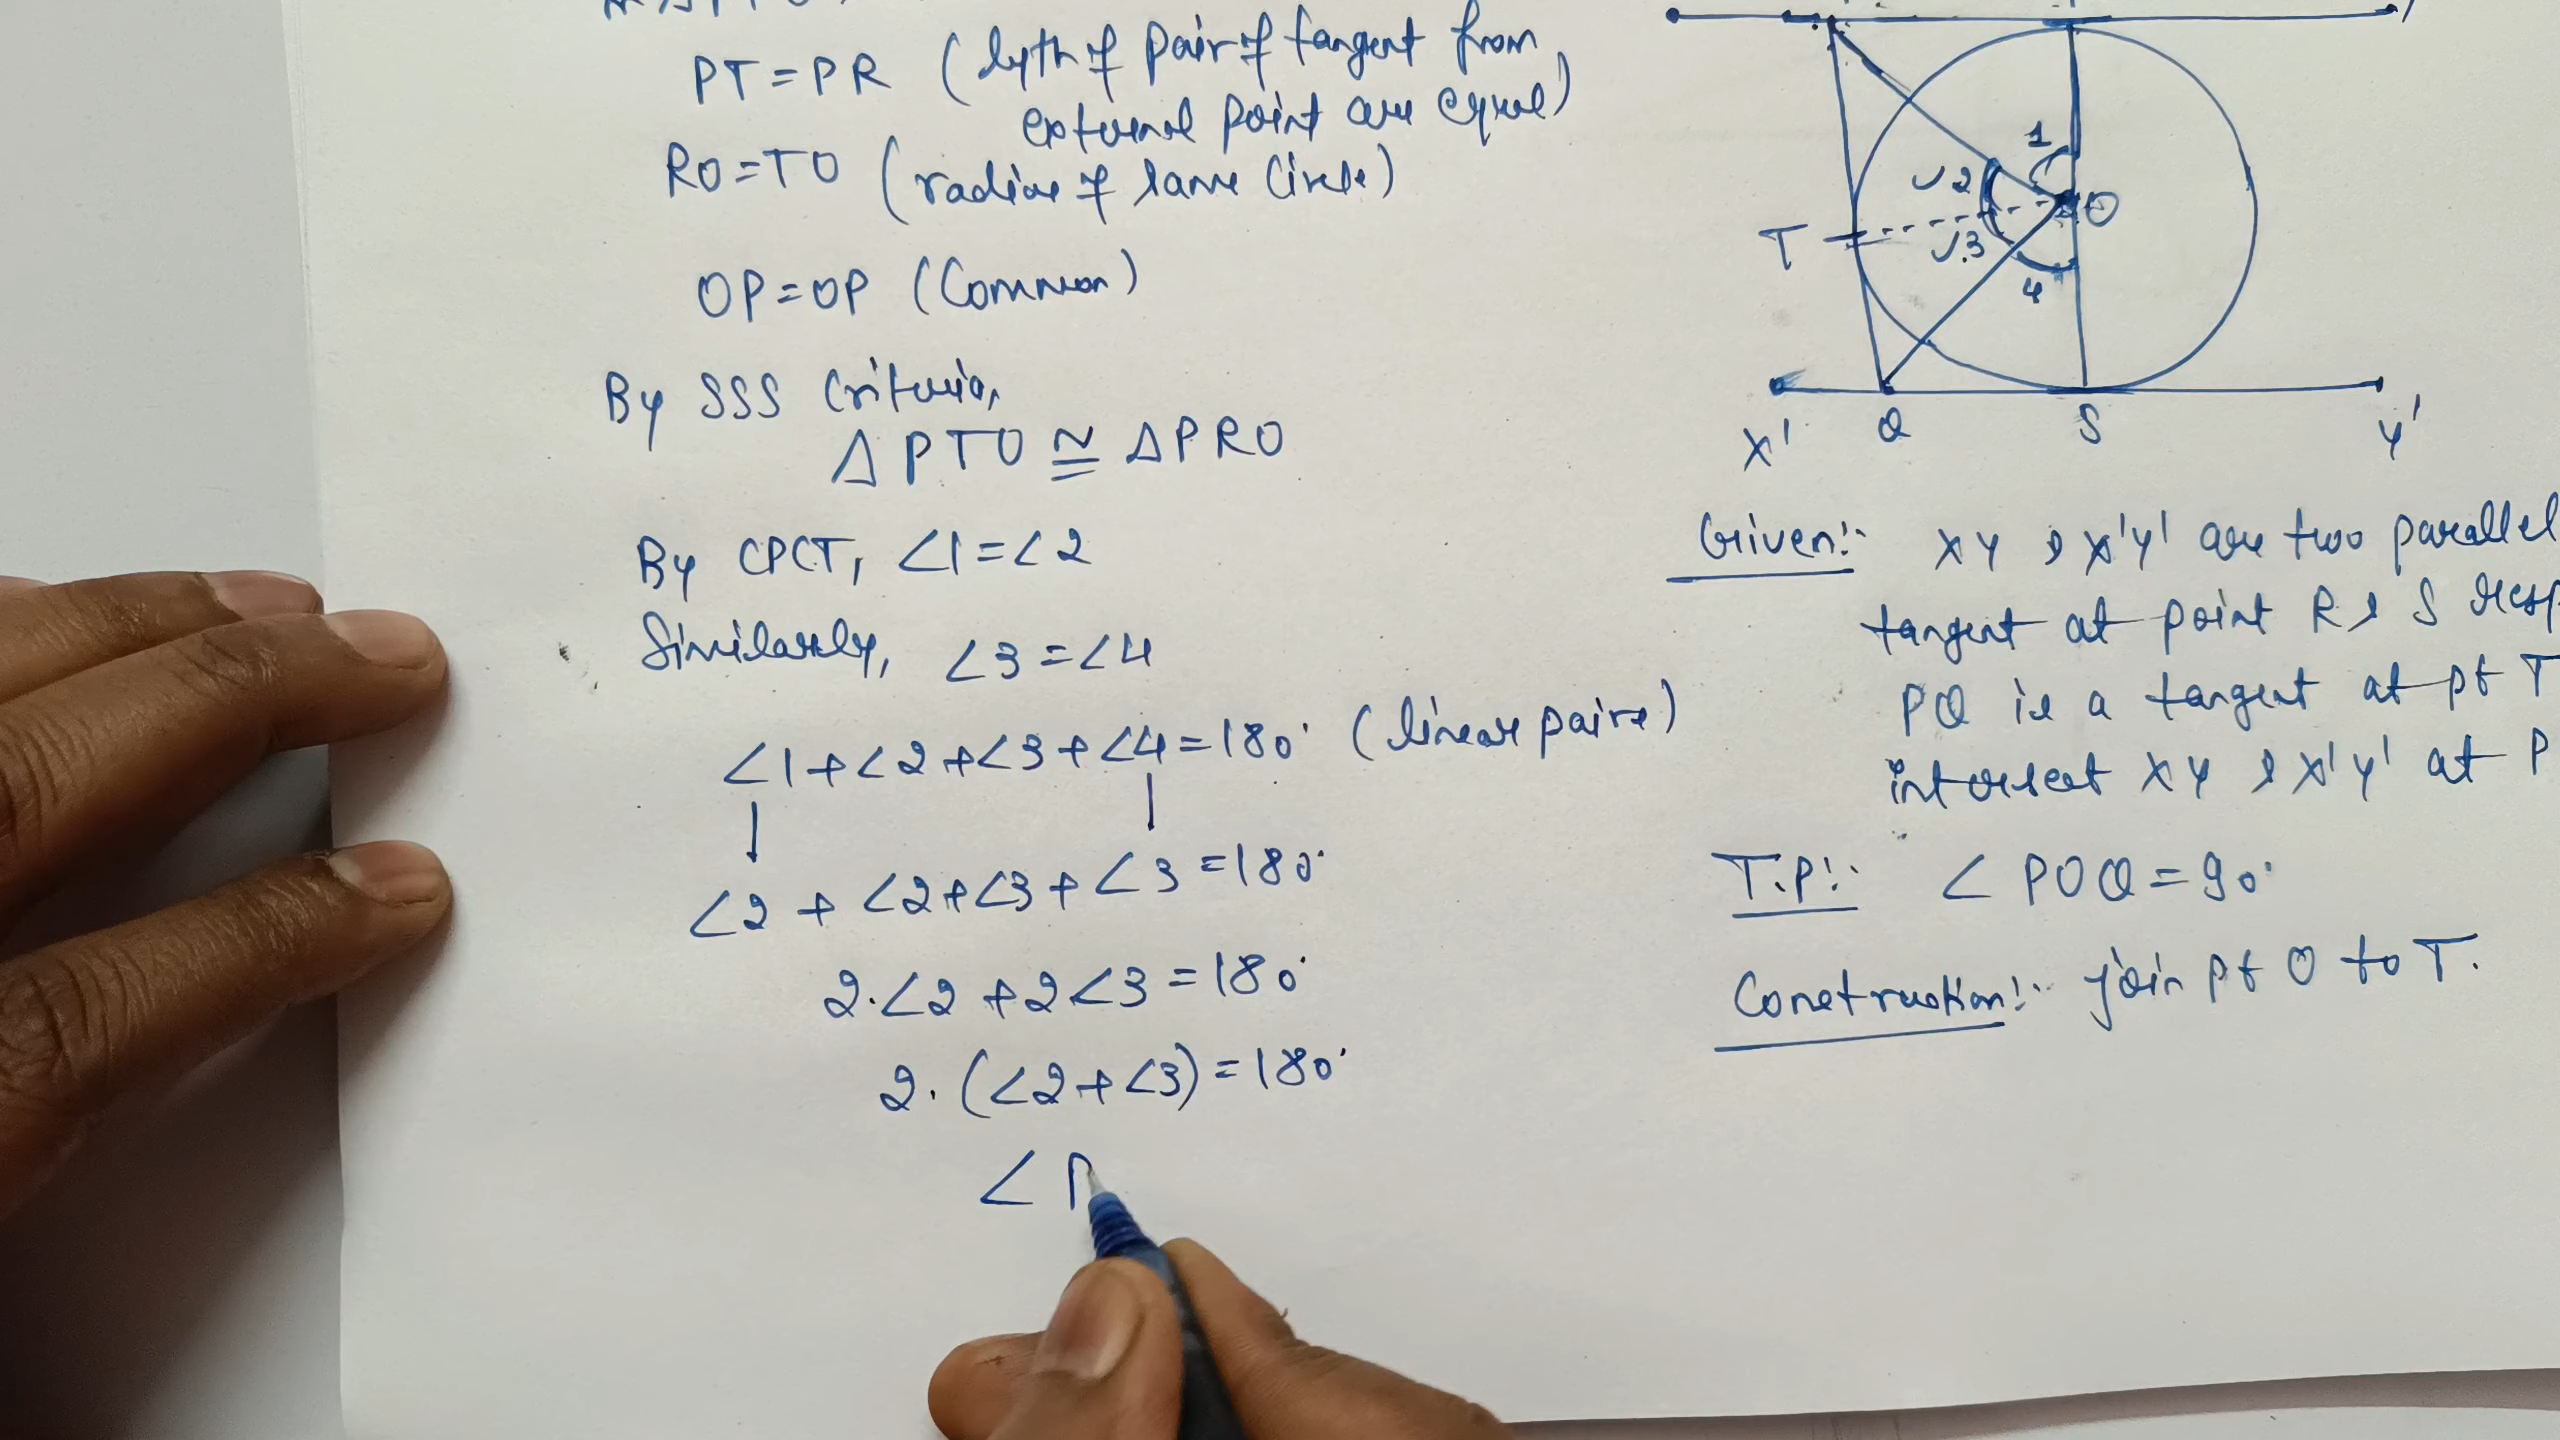 PT = PR (lyth of pair of tangent from
external point are equal)
RO = TO (radius of same Circle)
OP = OP (Common)
By SSS Criteria,
Δ PTO ≅ Δ PRO
By CPCT, ∠1 = ∠2
Similarly, ∠3 = ∠4
∠1 + ∠2 + ∠3 + ∠4 = 180° (linear pairs)
∠2 + ∠2 + ∠3 + ∠3 = 180°
2.∠2 + 2∠3 = 180°
2.(∠2 + ∠3) = 180°
∠ P
1
2
O
T
3
4
X' Q S Y'
Given:- XY & X'Y' are two parallel
tangent at point R & S resp
PQ is a tangent at pt T
intersect XY & X'Y' at P
T.P:- ∠ POQ = 90°
Construction:- join pt O to T.